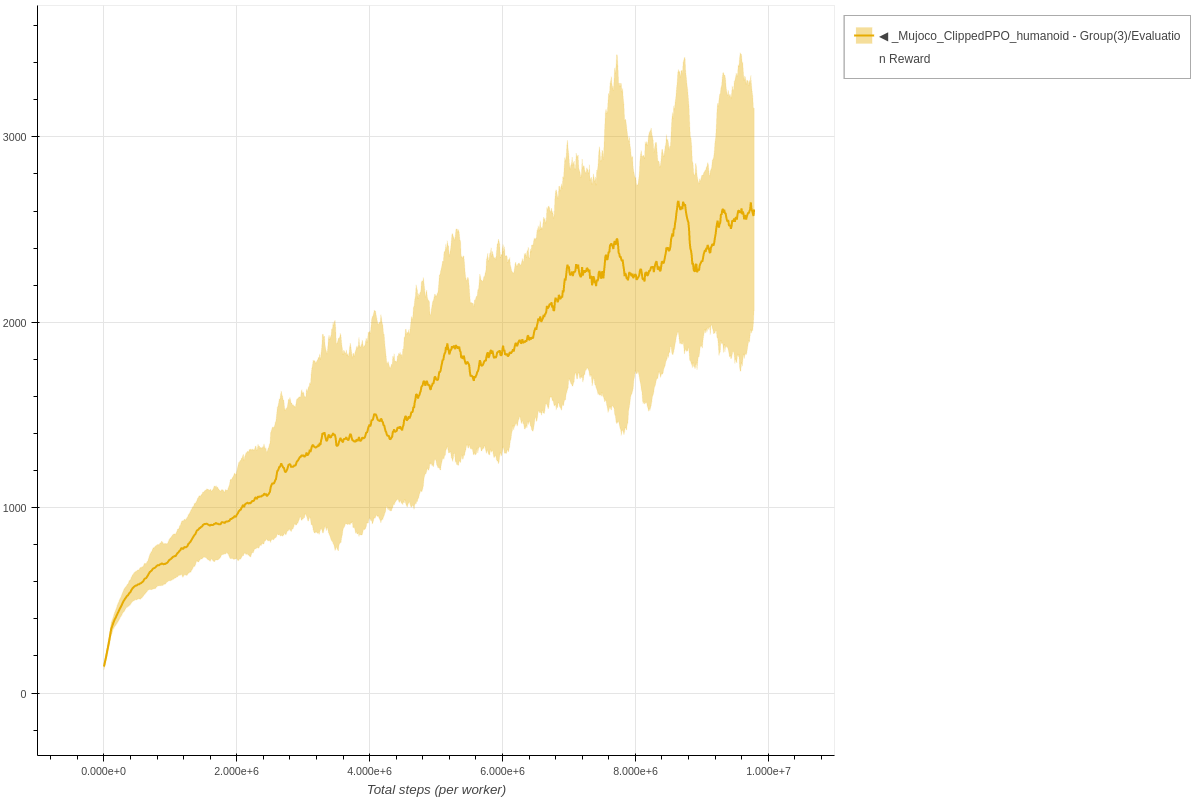 ◀ _Mujoco_ClippedPPO_humanoid - Group(3)/Evaluatio
n Reward
3000
2000
1000
0
0.000e+0 2.000e+6 4.000e+6 6.000e+6 8.000e+6 1.000e+7
Total steps (per worker)